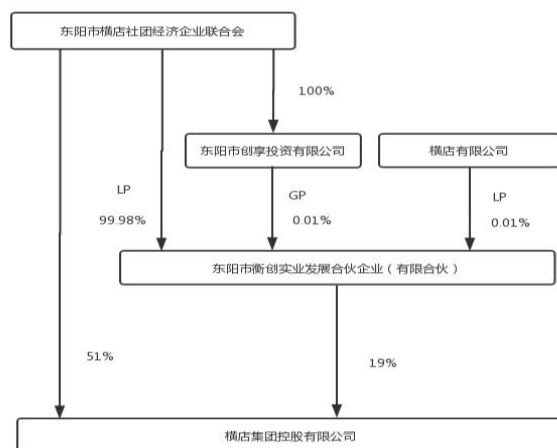 东阳市横店社团经济企业联合会
100%
东阳市创享投资有限公司
横店有限公司
LP
GP
LP
99.98%
0.01%
0.01%
东阳市衡创实业发展合伙企业（有限合伙）
51%
19%
横店集团控股有限公司